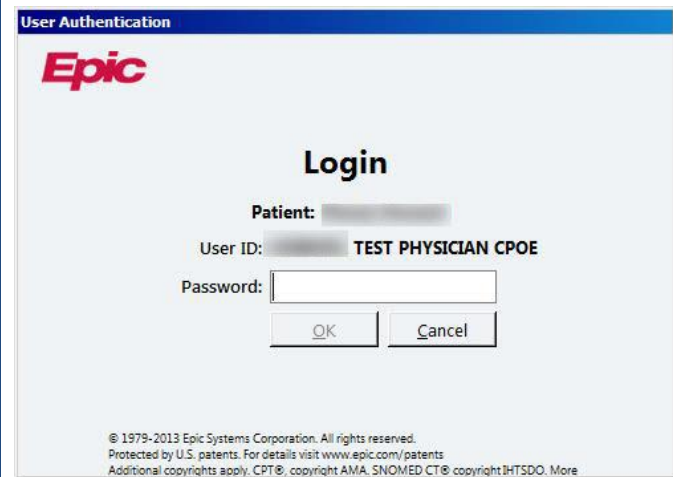 User Authentication
Epic
Login
Patient:
User ID: TEST PHYSICIAN CPOE
Password:
OK Cancel
© 1979-2013 Epic Systems Corporation. All rights reserved.
Protected by U.S. patents. For details visit www.epic.com/patents
Additional copyrights apply. CPT®, copyright AMA. SNOMED CT® copyright IHTSDO. More